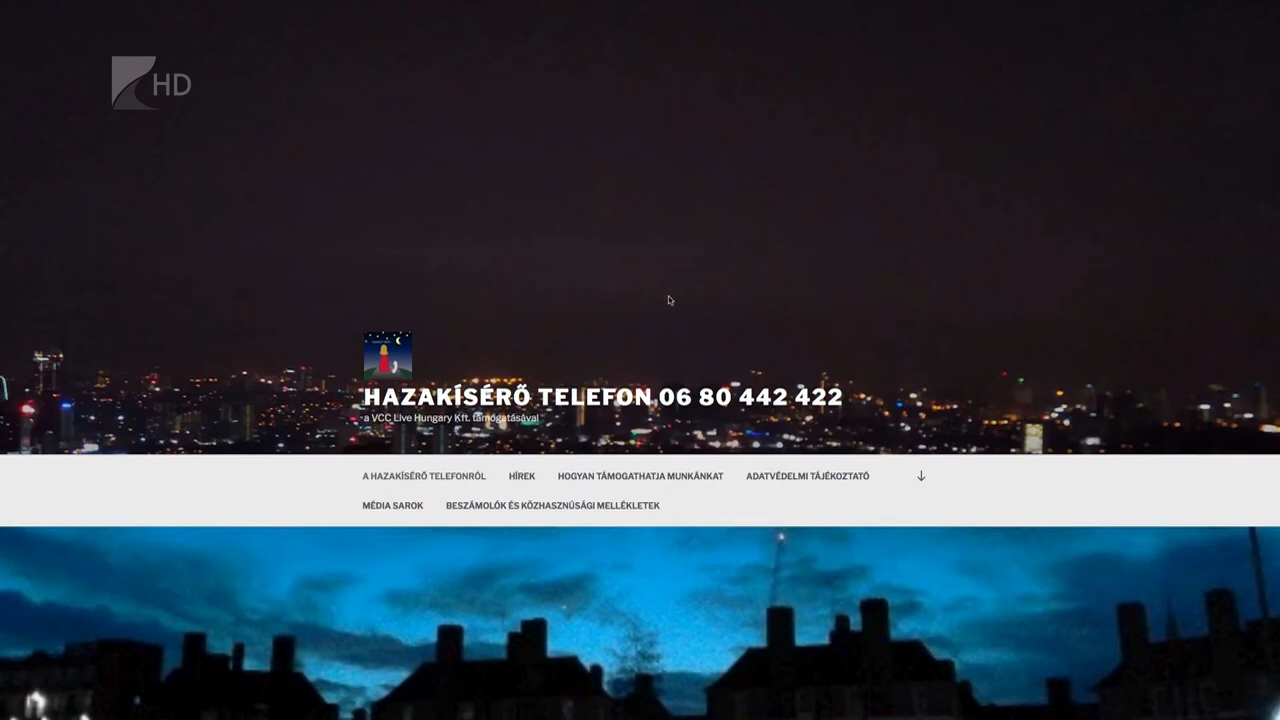 HD
HAZAKÍSÉRŐ TELEFON 06 80 442 422
a VCC Live Hungary Kft. támogatásával
A HAZAKÍSÉRŐ TELEFONRÓL HÍREK HOGYAN TÁMOGATHATJA MUNKÁNKAT ADATVÉDELMI TÁJÉKOZTATÓ
MÉDIA SAROK BESZÁMOLÓK ÉS KÖZHASZNÚSÁGI MELLÉKLETEK